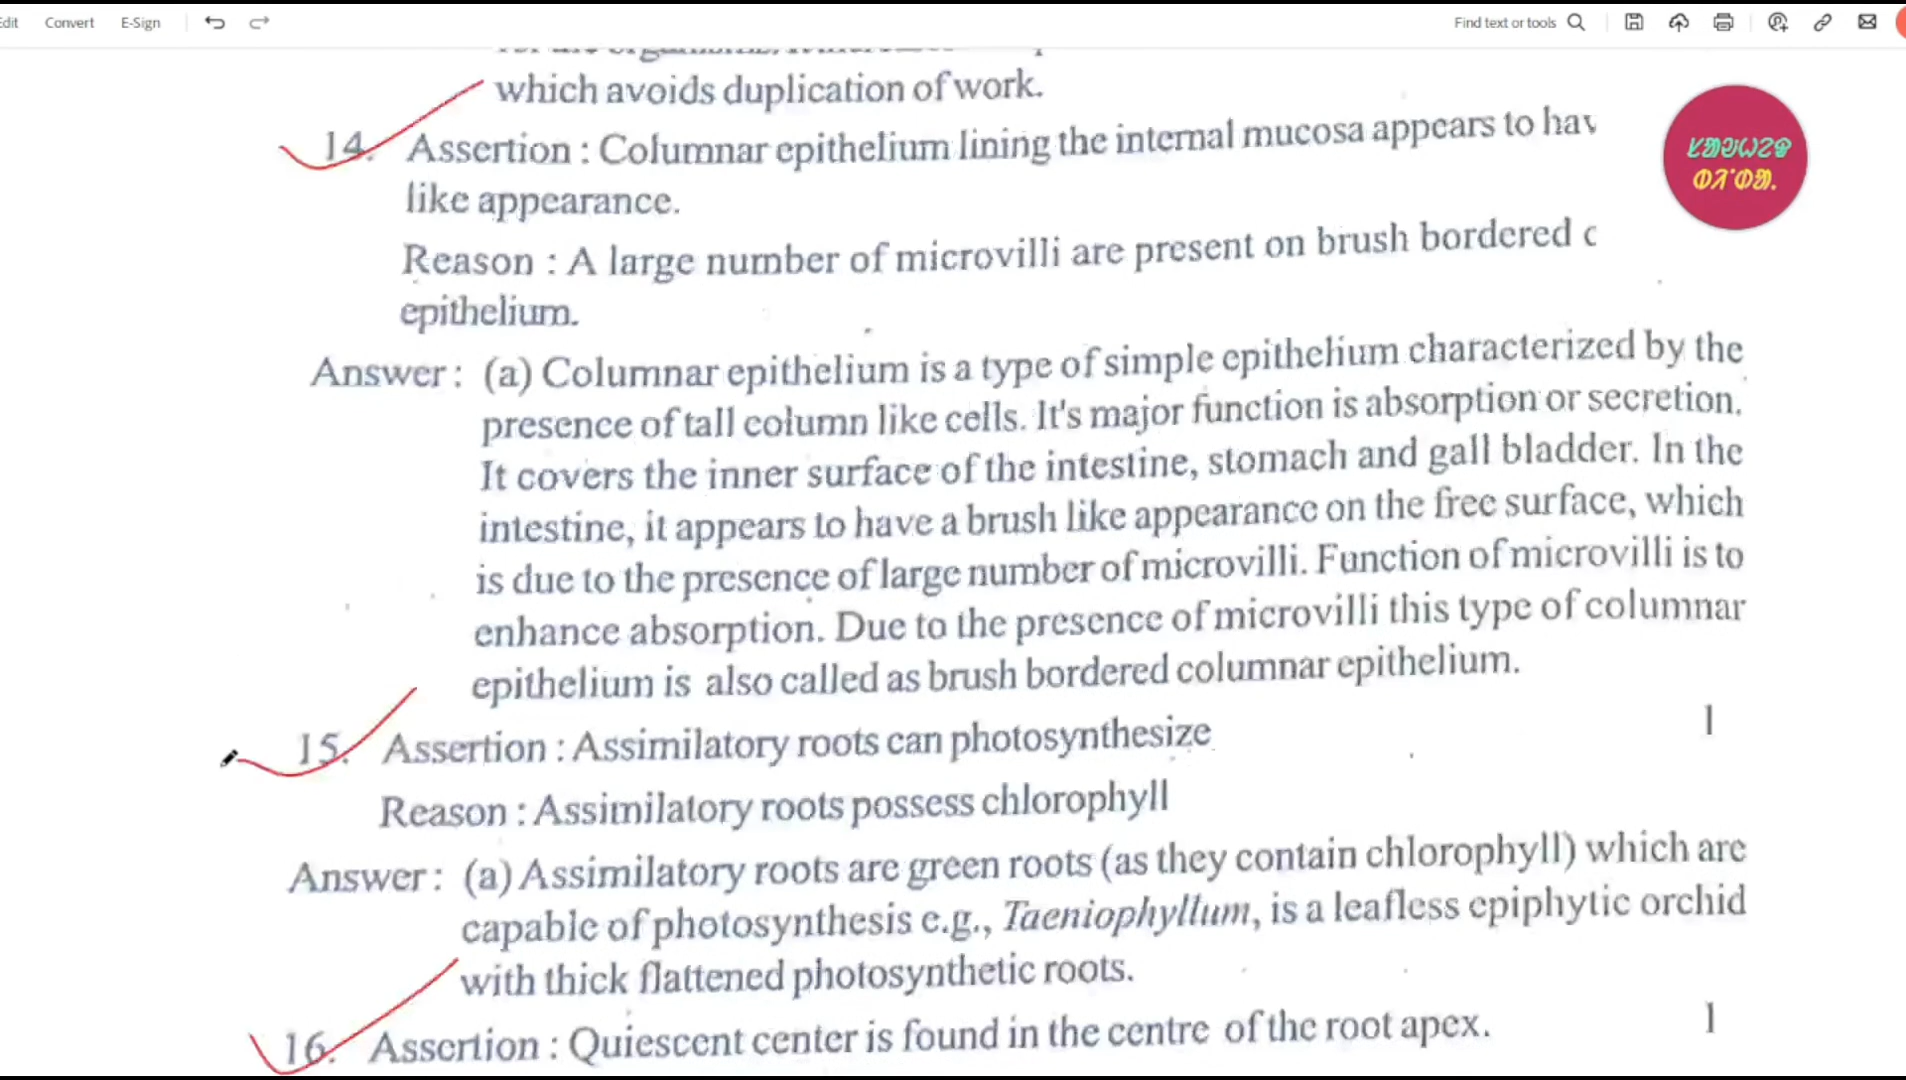 dit Convert E-Sign Find text or tools
which avoids duplication of work.
14. Assertion : Columnar epithelium lining the internal mucosa appears to hav
like appearance.
Reason : A large number of microvilli are present on brush bordered c
epithelium.
Answer : (a) Columnar epithelium is a type of simple epithelium characterized by the
presence of tall column like cells. It's major function is absorption or secretion.
It covers the inner surface of the intestine, stomach and gall bladder. In the
intestine, it appears to have a brush like appearance on the free surface, which
is due to the presence of large number of microvilli. Function of microvilli is to
enhance absorption. Due to the presence of microvilli this type of columnar
epithelium is also called as brush bordered columnar epithelium.
15. Assertion : Assimilatory roots can photosynthesize 1
Reason : Assimilatory roots possess chlorophyll
Answer : (a) Assimilatory roots are green roots (as they contain chlorophyll) which are
capable of photosynthesis e.g., Taeniophyllum, is a leafless epiphytic orchid
with thick flattened photosynthetic roots.
16. Assertion : Quiescent center is found in the centre of the root apex. 1